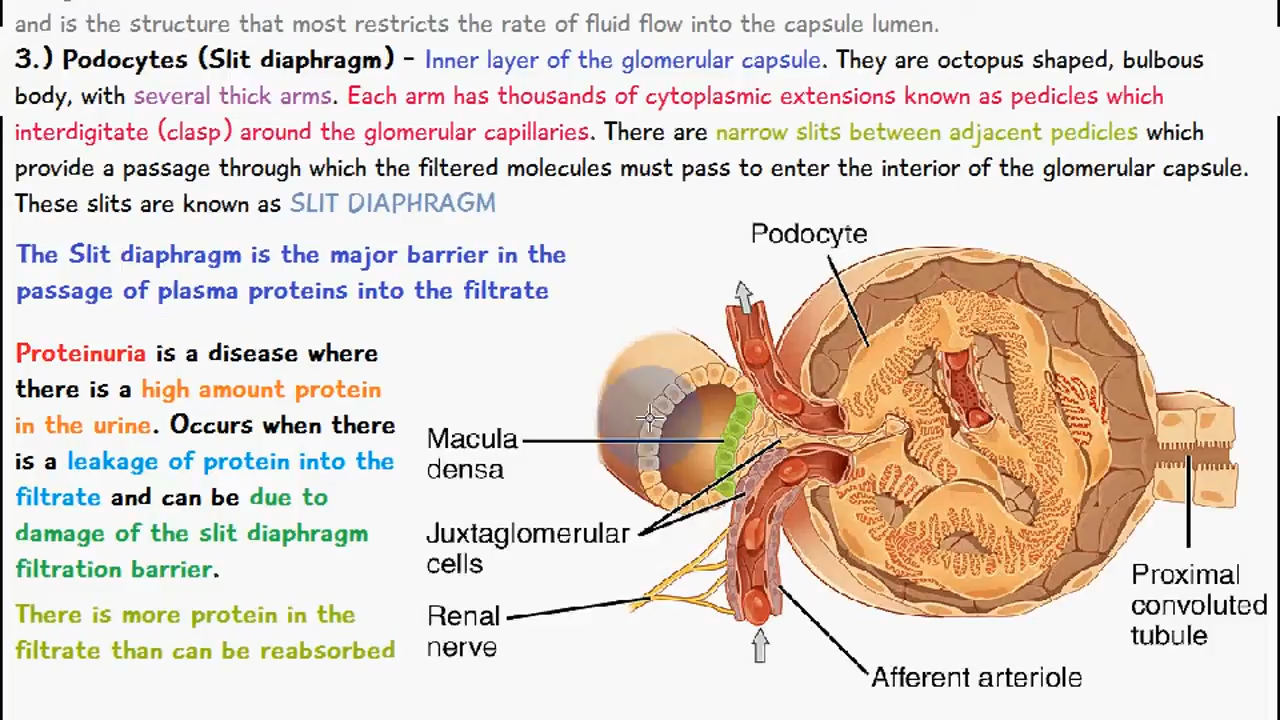 and is the structure that most restricts the rate of fluid flow into the capsule lumen.
3.) Podocytes (Slit diaphragm) - Inner layer of the glomerular capsule. They are octopus shaped, bulbous
body, with several thick arms. Each arm has thousands of cytoplasmic extensions known as pedicles which
interdigitate (clasp) around the glomerular capillaries. There are narrow slits between adjacent pedicles which
provide a passage through which the filtered molecules must pass to enter the interior of the glomerular capsule.
These slits are known as SLIT DIAPHRAGM
The Slit diaphragm is the major barrier in the
passage of plasma proteins into the filtrate
Proteinuria is a disease where
there is a high amount protein
in the urine. Occurs when there
is a leakage of protein into the
filtrate and can be due to
damage of the slit diaphragm
filtration barrier.
There is more protein in the
filtrate than can be reabsorbed
Podocyte
Macula
densa
Juxtaglomerular
cells
Renal
nerve
Afferent arteriole
Proximal
convoluted
tubule